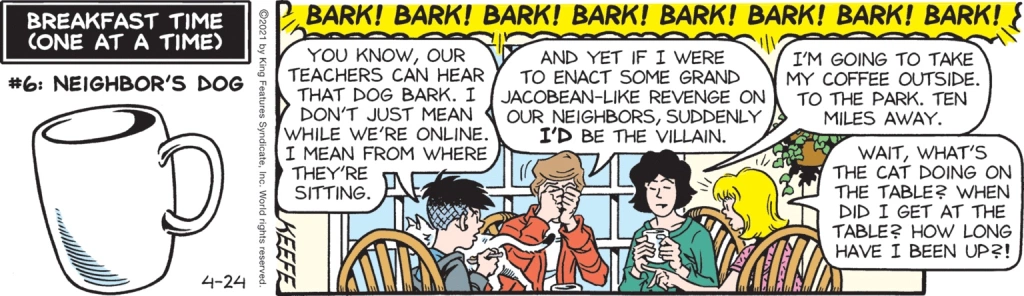 BREAKFAST TIME
(ONE AT A TIME)
#6: NEIGHBOR'S DOG
4-24
©2021 by King Features Syndicate, Inc. World rights reserved.
BARK! BARK! BARK! BARK! BARK! BARK! BARK! BARK!
YOU KNOW, OUR
TEACHERS CAN HEAR
THAT DOG BARK. I
DON'T JUST MEAN
WHILE WE'RE ONLINE.
I MEAN FROM WHERE
THEY'RE
SITTING.
AND YET IF I WERE
TO ENACT SOME GRAND
JACOBEAN-LIKE REVENGE ON
OUR NEIGHBORS, SUDDENLY
I'D BE THE VILLAIN.
I'M GOING TO TAKE
MY COFFEE OUTSIDE.
TO THE PARK. TEN
MILES AWAY.
WAIT, WHAT'S
THE CAT DOING ON
THE TABLE? WHEN
DID I GET AT THE
TABLE? HOW LONG
HAVE I BEEN UP?!
KEEFE